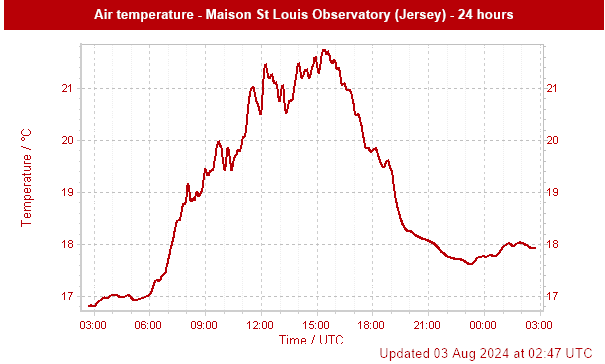 Air temperature - Maison St Louis Observatory (Jersey) - 24 hours
Temperature / °C
21
20
19
18
17
21
20
19
18
17
03:00 06:00 09:00 12:00 15:00 18:00 21:00 00:00 03:00
Time / UTC
Updated 03 Aug 2024 at 02:47 UTC